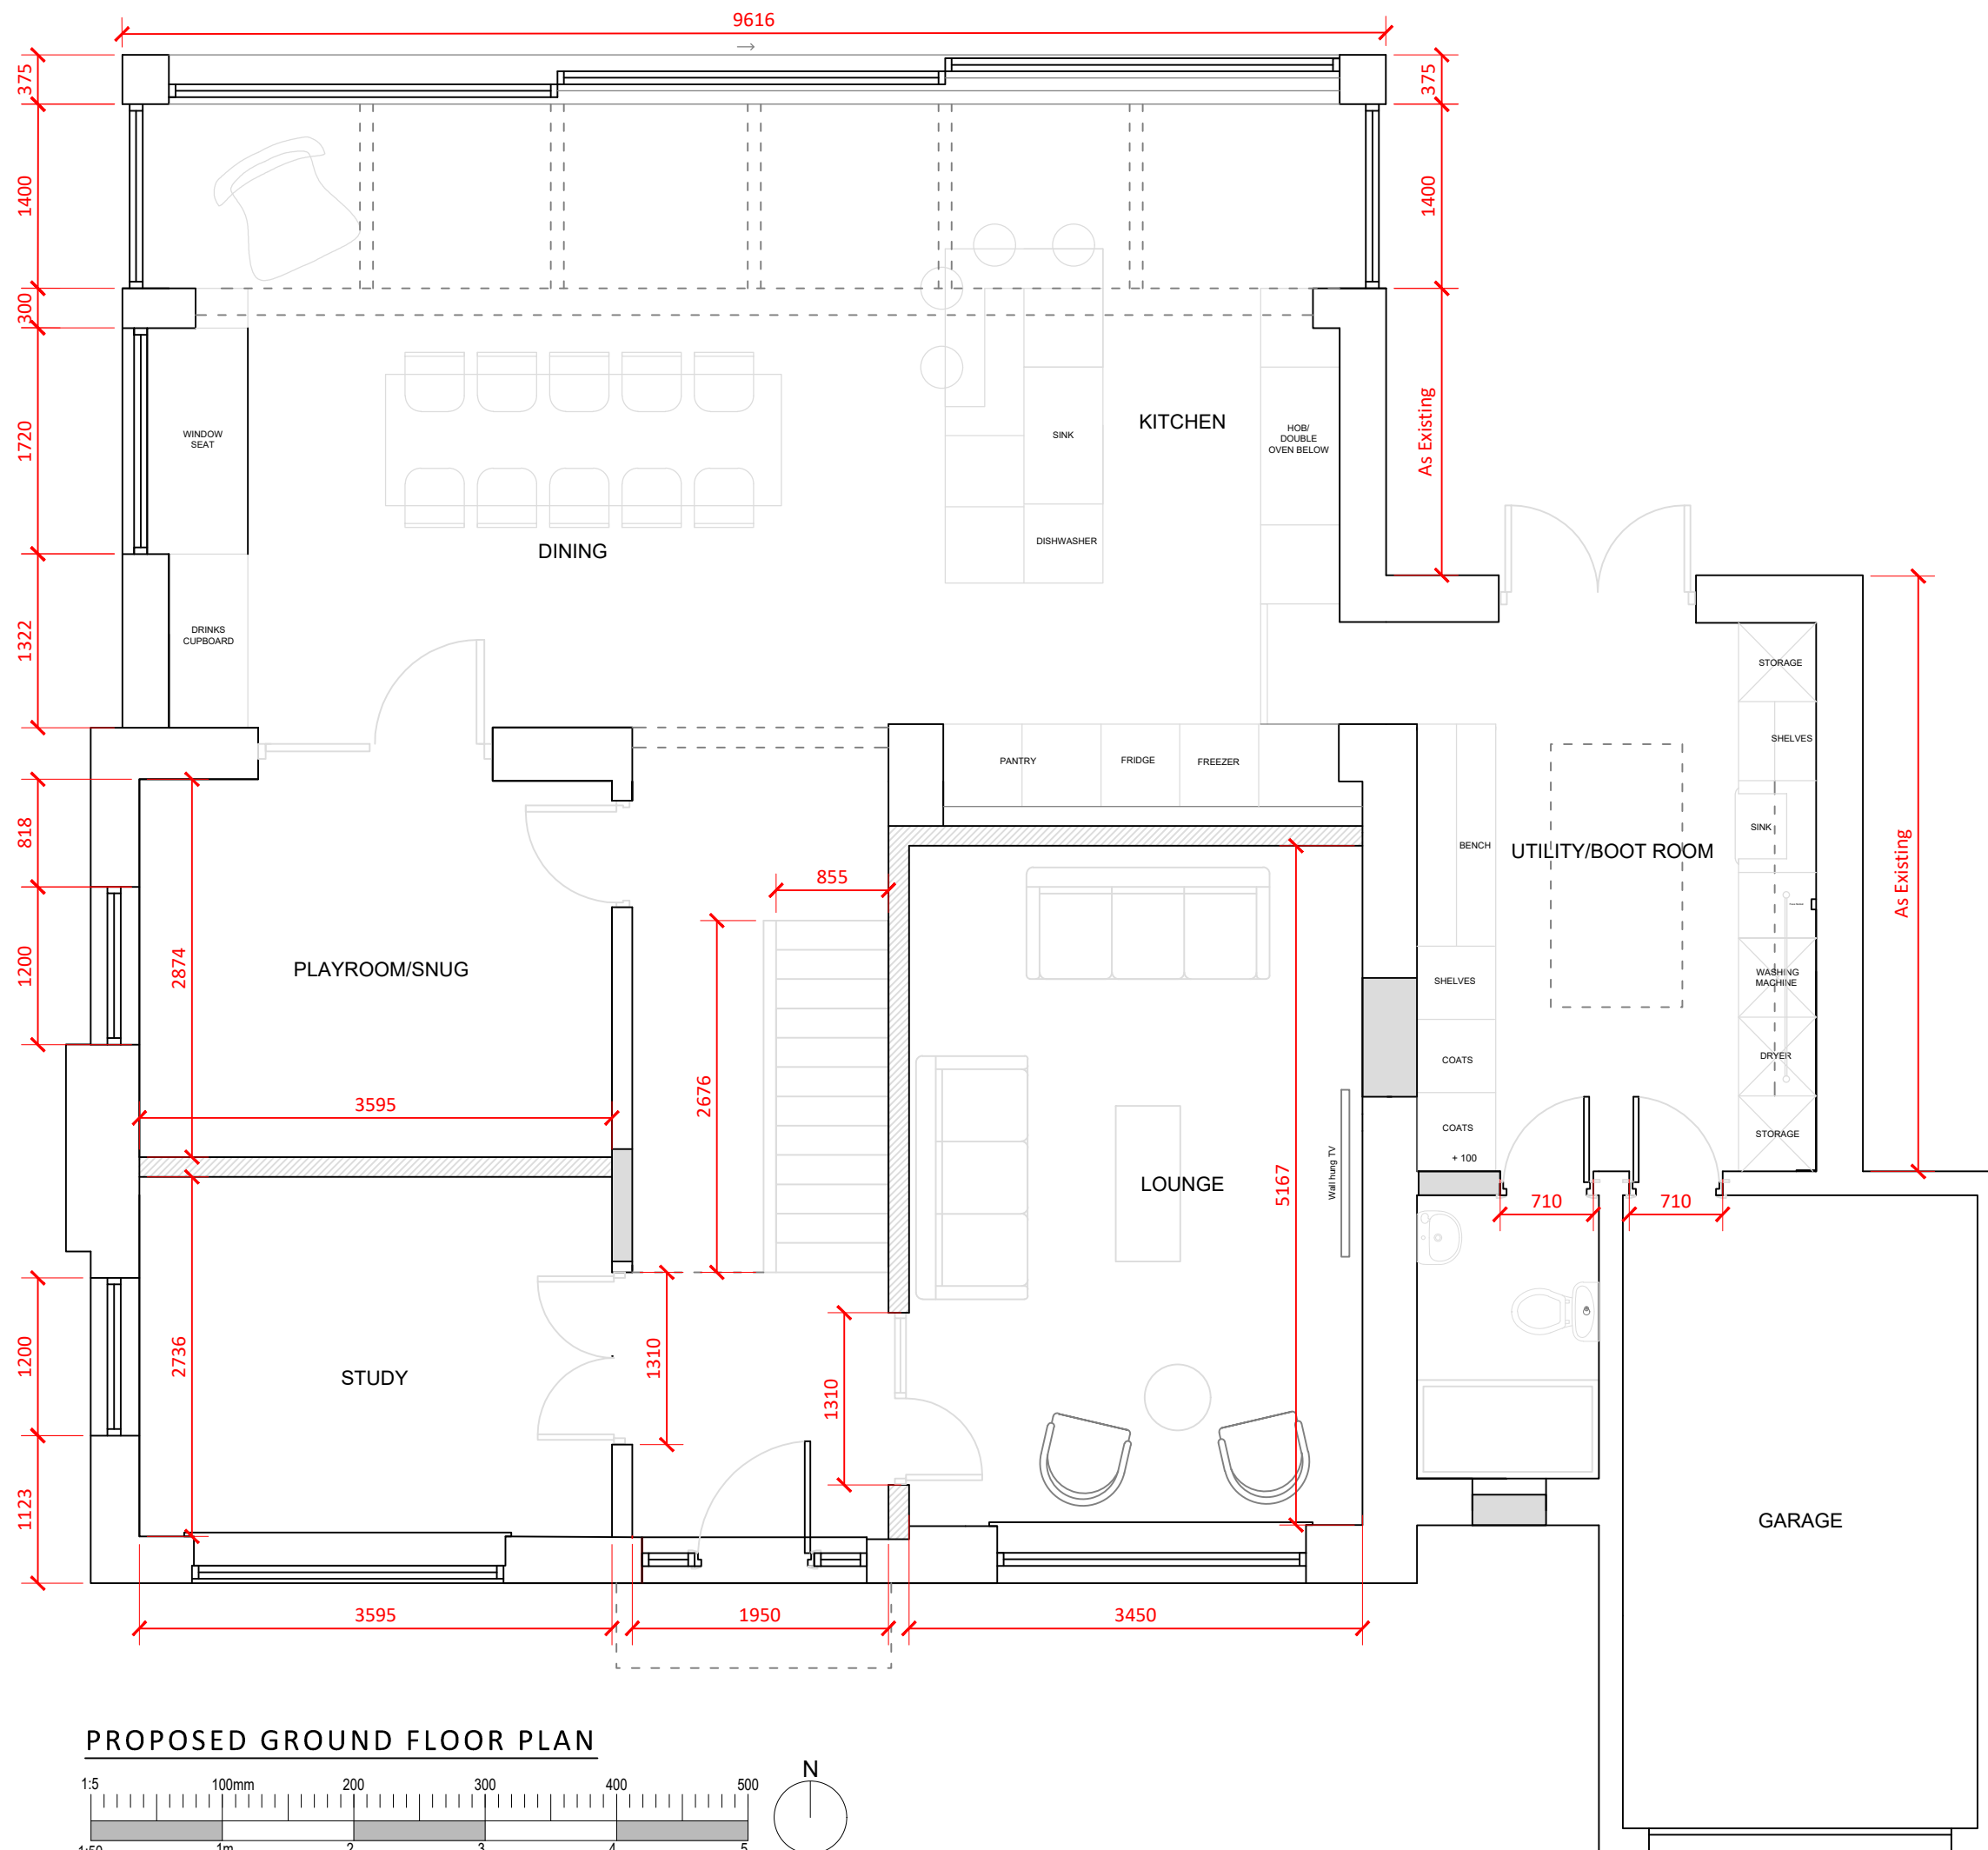 9616
375
375
1400
1400
300
As Existing
1720
WINDOW
SEAT
KITCHEN
SINK
HOB/
DOUBLE
OVEN BELOW
DINING
DISHWASHER
1322
DRINKS
CUPBOARD
STORAGE
SHELVES
PANTRY
FRIDGE
FREEZER
818
855
BENCH
UTILITY/BOOT ROOM
SINK
As Existing
1200
2874
PLAYROOM/SNUG
SHELVES
WASHING
MACHINE
COATS
DRYER
3595
2676
COATS
+ 100
STORAGE
LOUNGE
5167
Wall hung TV
710
710
1200
2736
STUDY
1310
1310
1123
GARAGE
3595
1950
3450
PROPOSED GROUND FLOOR PLAN
N
1:5
100mm
200
300
400
500
1:50
1m
2
3
4
5